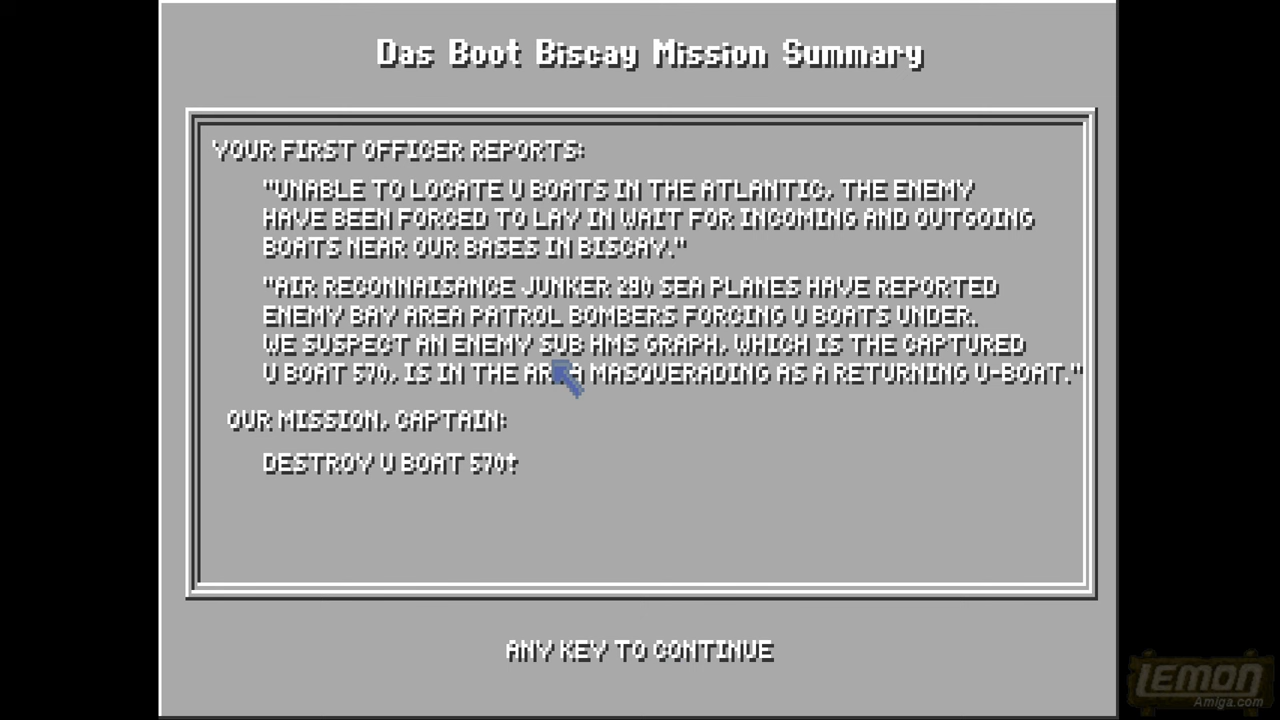 Das Boot Biscay Mission Summary
YOUR FIRST OFFICER REPORTS:
"UNABLE TO LOCATE U BOATS IN THE ATLANTIC, THE ENEMY
HAVE BEEN FORCED TO LAY IN WAIT FOR INCOMING AND OUTGOING
BOATS NEAR OUR BASES IN BISCAY."
"AIR RECONNAISANCE JUNKER 290 SEA PLANES HAVE REPORTED
ENEMY BAY AREA PATROL BOMBERS FORCING U BOATS UNDER.
WE SUSPECT AN ENEMY SUB HMS GRAPH, WHICH IS THE CAPTURED
U BOAT 570, IS IN THE AREA MASQUERADING AS A RETURNING U-BOAT."
OUR MISSION, CAPTAIN:
DESTROY U BOAT 570!
ANY KEY TO CONTINUE
LEMON
Amiga.com